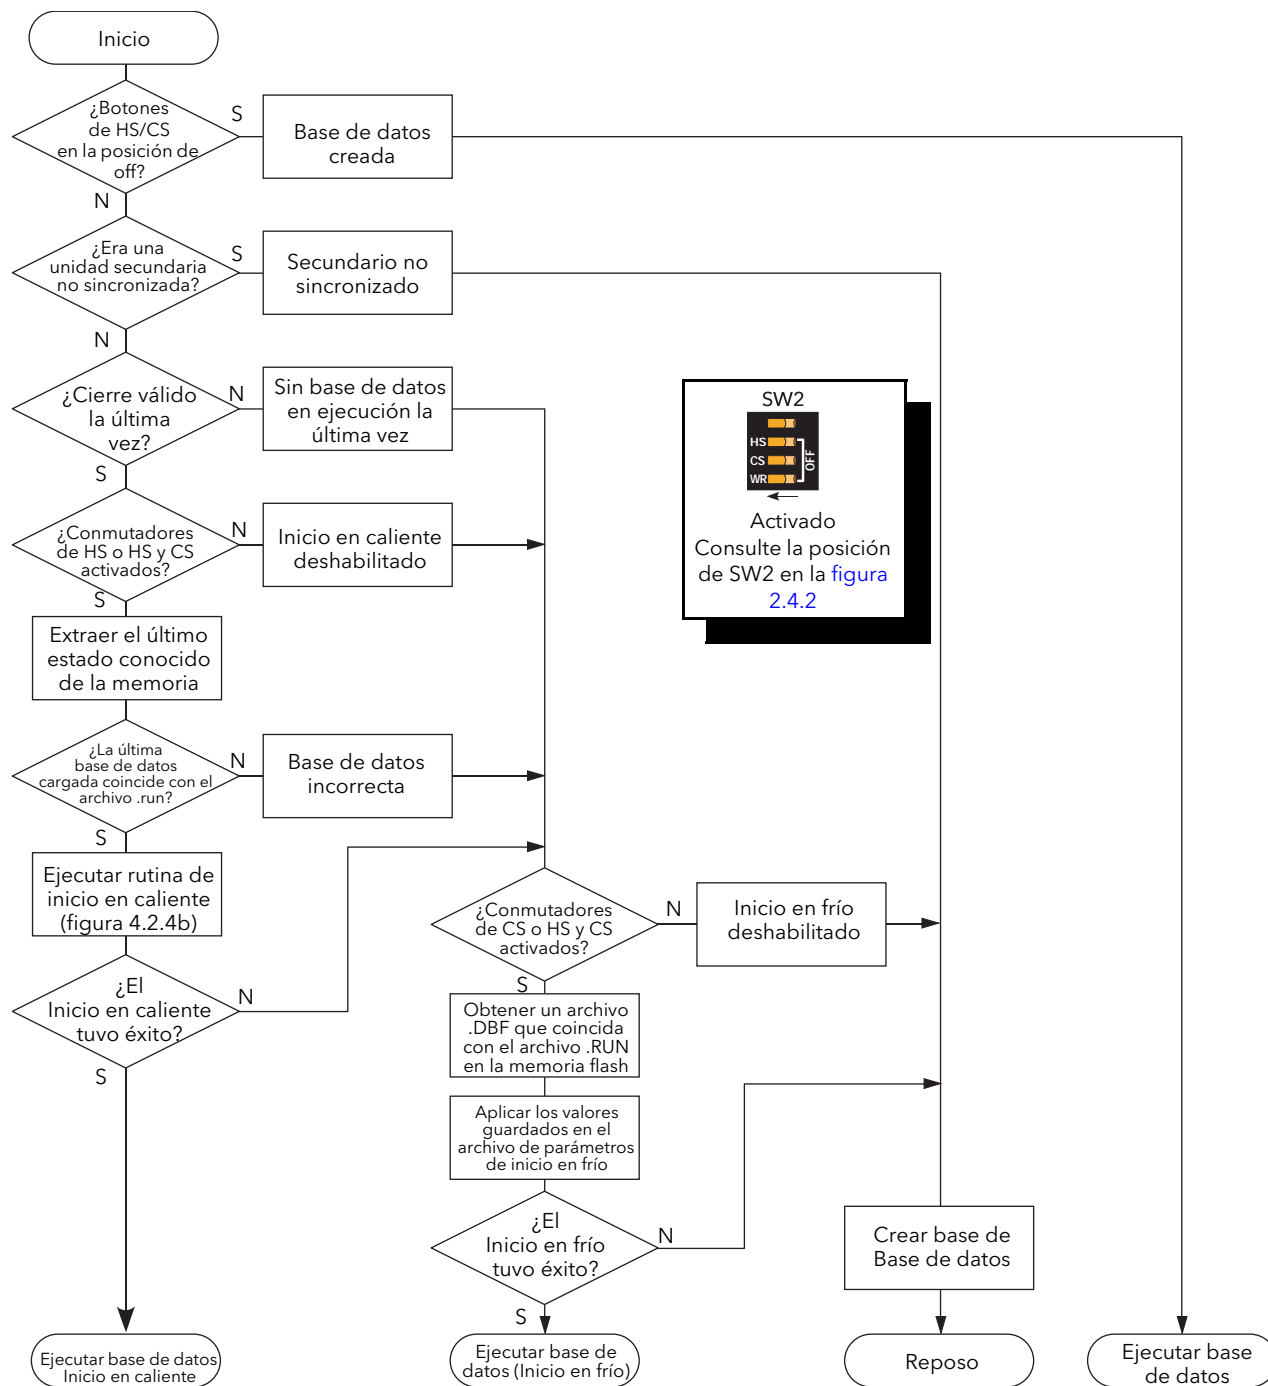 Inicio
¿Botones
de HS/CS
en la posición de
off?
S
Base de datos
creada
N
¿Era una
unidad secundaria
no sincronizada?
S
Secundario no
sincronizado
N
¿Cierre válido
la última
vez?
N
Sin base de datos
en ejecución la
última vez
S
SW2
HS
CS
WR
OFF
Activado
Consulte la posición
de SW2 en la figura
2.4.2
¿Conmutadores
de HS o HS y CS
activados?
N
Inicio en caliente
deshabilitado
S
Extraer el último
estado conocido
de la memoria
¿La última
base de datos
cargada coincide con el
archivo .run?
N
Base de datos
incorrecta
S
Ejecutar rutina de
inicio en caliente
(figura 4.2.4b)
¿El
Inicio en caliente
tuvo éxito?
N
S
¿Conmutadores
de CS o HS y CS
activados?
N
Inicio en frío
deshabilitado
S
Obtener un archivo
.DBF que coincida
con el archivo .RUN
en la memoria flash
Aplicar los valores
guardados en el
archivo de parámetros
de inicio en frío
¿El
Inicio en frío
tuvo éxito?
N
S
Crear base de
Base de datos
Ejecutar base de datos
Inicio en caliente
Ejecutar base de
datos (Inicio en frío)
Reposo
Ejecutar base
de datos